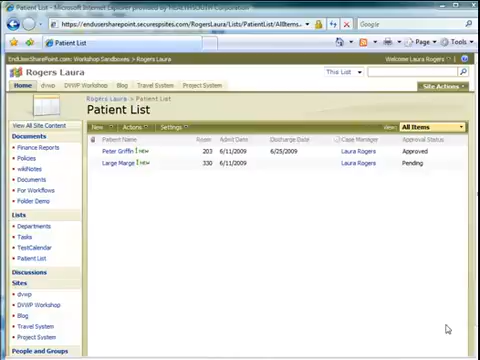 Patient List - Microsoft Internet Explorer provided by HEALTHSOUTH Corporation
https://endusersharepoint.securespsites.com/RogersLaura/Lists/PatientList/AllItems.
Google
Patient List
Page
Tools
EndUserSharePoint.com: Workshop Sandboxes > Rogers Laura
Welcome Laura Rogers
Rogers Laura
This List
Home
dvwp
DVWP Workshop
Blog
Travel System
Project System
Site Actions
Rogers Laura > Patient List
Patient List
View All Site Content
Documents
Finance Reports
Policies
wikiNotes
Documents
For Workflows
Folder Demo
Lists
Departments
Tasks
TestCalendar
Patient List
Discussions
Sites
dvwp
DVWP Workshop
Blog
Travel System
Project System
People and Groups
New
Actions
Settings
View:
All Items
Patient Name
Room
Admit Date
Discharge Date
Case Manager
Approval Status
Peter Griffin ! NEW
203
6/11/2009
6/25/2009
Laura Rogers
Approved
Large Marge ! NEW
330
6/11/2009
Laura Rogers
Pending